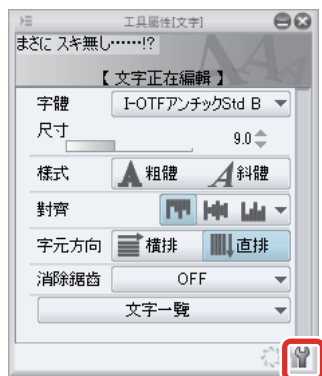 工具屬性[文字]
まさに スキ無し……!?
【 文字正在編輯 】
字體 I-OTFアンチックStd B
尺寸 9.0
樣式 粗體 斜體
對齊
字元方向 橫排 直排
消除鋸齒 OFF
文字一覽